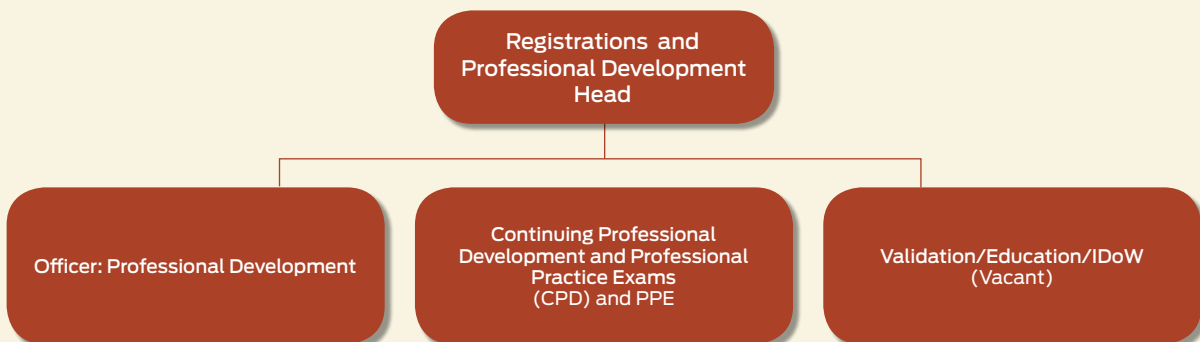 Registrations and
Professional Development
Head
Officer: Professional Development
Continuing Professional
Development and Professional
Practice Exams
(CPD) and PPE
Validation/Education/IDoW
(Vacant)